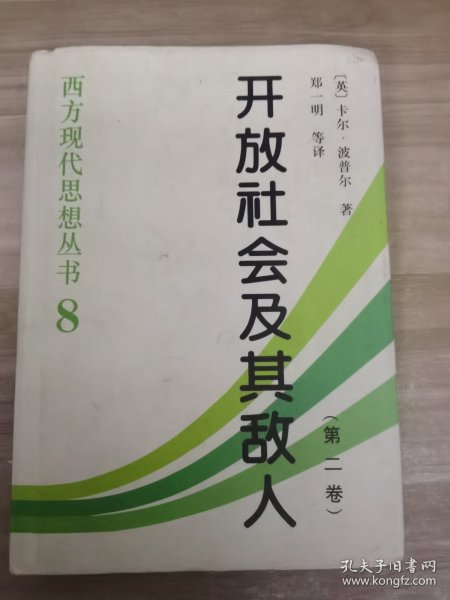 [英]卡尔·波普尔 著
郑一明 等译
开放社会及其敌人
(第二卷)
西方现代思想丛书8
孔夫子旧书网
www.kongfz.com